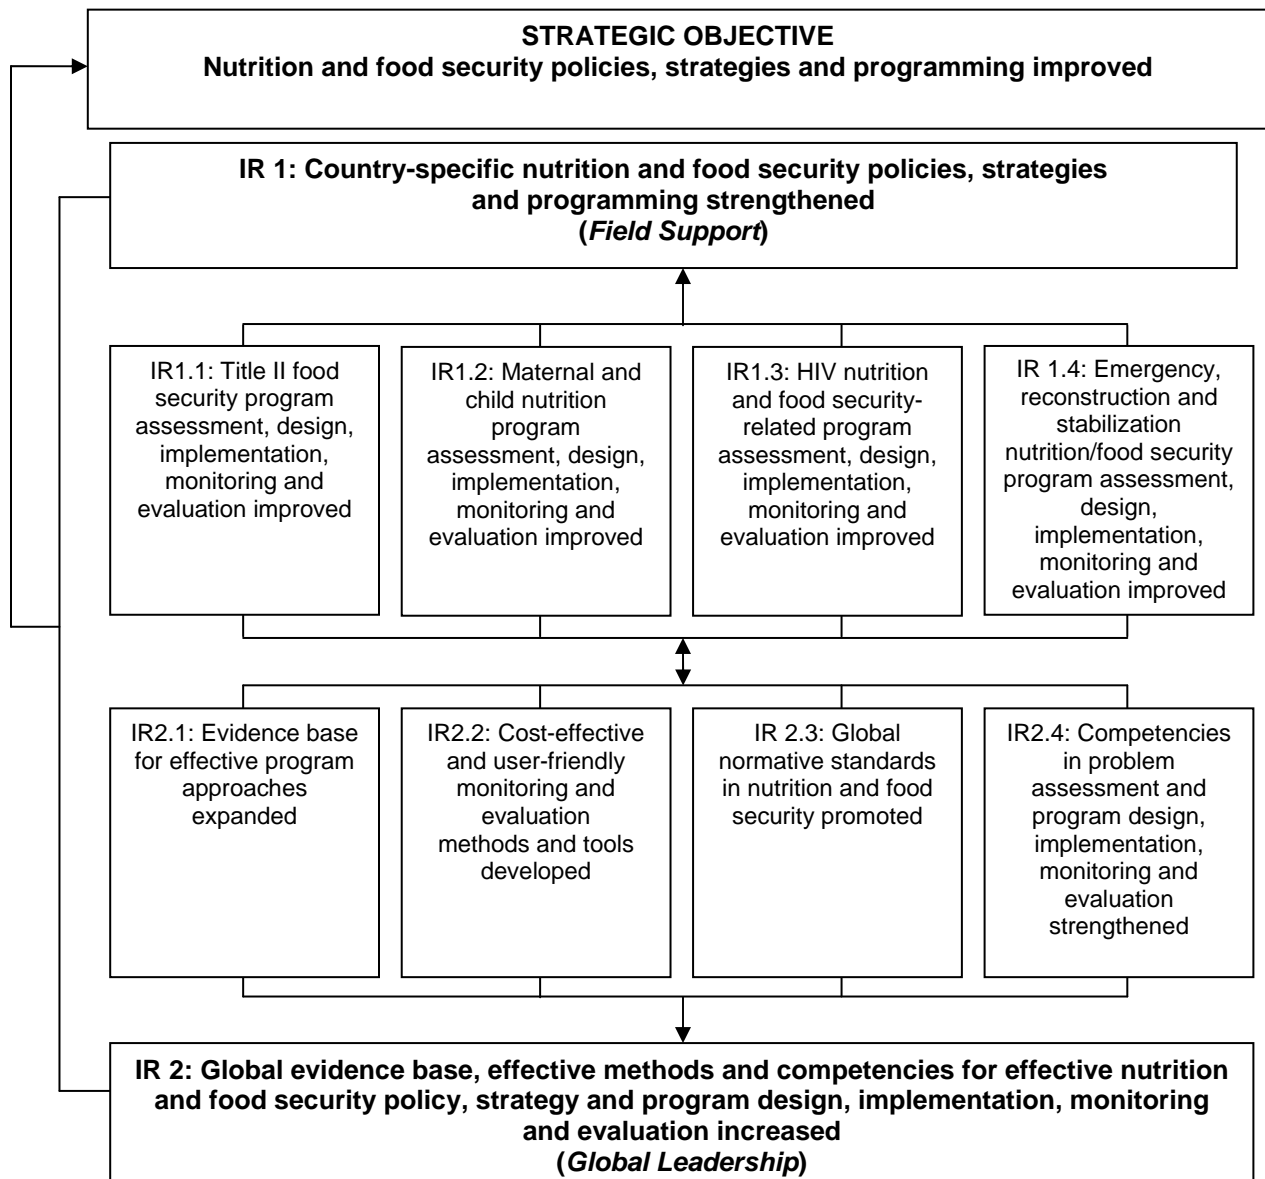 STRATEGIC OBJECTIVE
Nutrition and food security policies, strategies and programming improved
IR 1: Country-specific nutrition and food security policies, strategies
and programming strengthened
(Field Support)
IR1.1: Title II food
security program
assessment, design,
implementation,
monitoring and
evaluation improved
IR1.2: Maternal and
child nutrition
program
assessment, design,
implementation,
monitoring and
evaluation improved
IR1.3: HIV nutrition
and food security-
related program
assessment, design,
implementation,
monitoring and
evaluation improved
IR 1.4: Emergency,
reconstruction and
stabilization
nutrition/food security
program assessment,
design,
implementation,
monitoring and
evaluation improved
IR2.1: Evidence base
for effective program
approaches
expanded
IR2.2: Cost-effective
and user-friendly
monitoring and
evaluation
methods and tools
developed
IR 2.3: Global
normative standards
in nutrition and food
security promoted
IR2.4: Competencies
in problem
assessment and
program design,
implementation,
monitoring and
evaluation
strengthened
IR 2: Global evidence base, effective methods and competencies for effective nutrition
and food security policy, strategy and program design, implementation, monitoring
and evaluation increased
(Global Leadership)